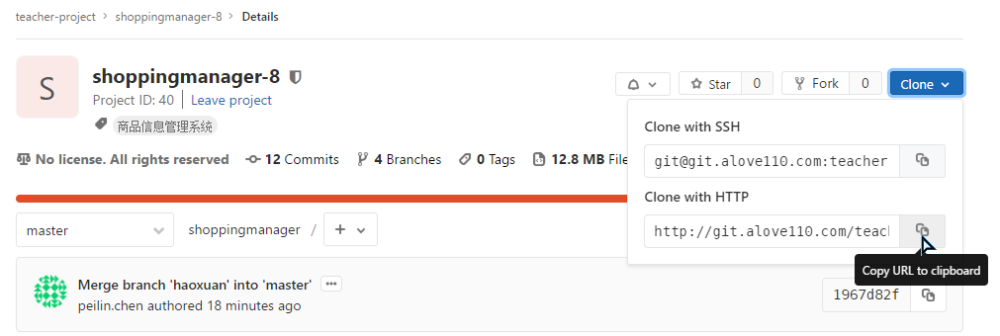 teacher-project > shoppingmanager-8 > Details
S
shoppingmanager-8
Project ID: 40 | Leave project
商品信息管理系统
Star 0 Fork 0 Clone
Clone with SSH
git@git.alove110.com:teacher
No license. All rights reserved 12 Commits 4 Branches 0 Tags 12.8 MB File
Clone with HTTP
http://git.alove110.com/teac
master shoppingmanager / +
Copy URL to clipboard
Merge branch 'haoxuan' into 'master' ...
peilin.chen authored 18 minutes ago
1967d82f